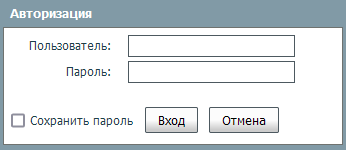 Авторизация
Пользователь:
Пароль:
Сохранить пароль Вход Отмена